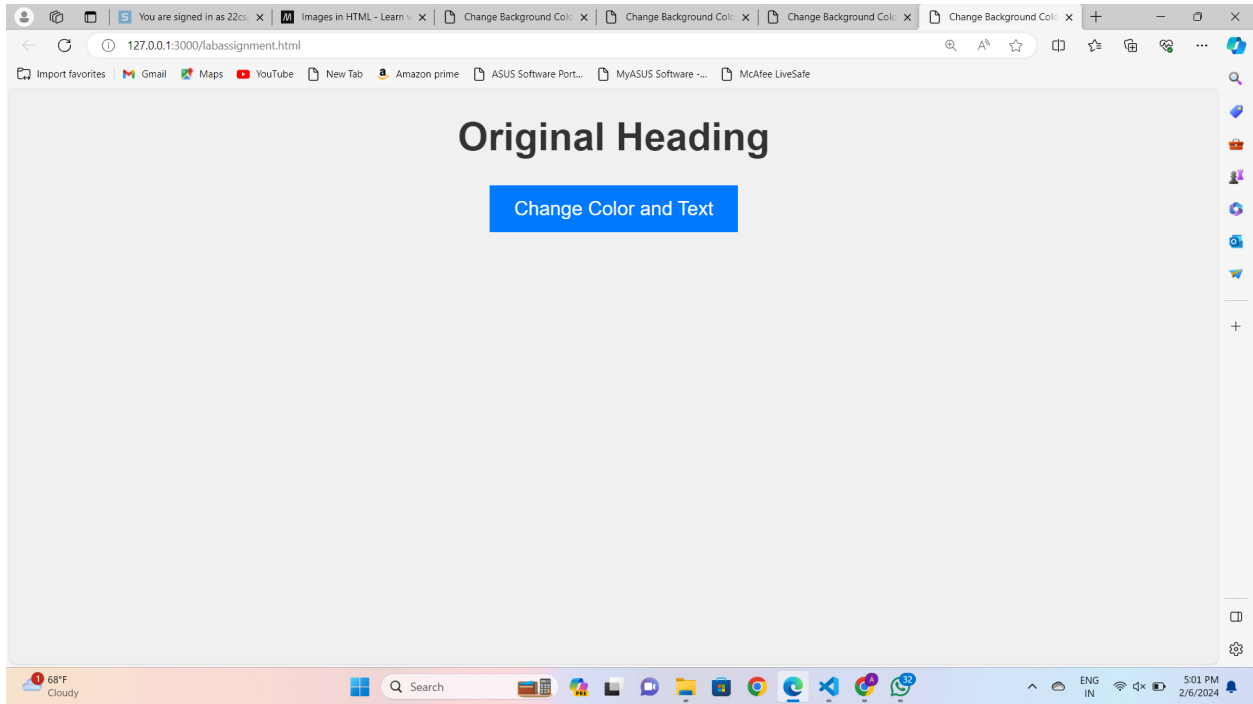 You are signed in as 22cs.
Images in HTML - Learn v
Change Background Colo
Change Background Colo
Change Background Colo
Change Background Colo
127.0.0.1:3000/labassignment.html
Import favorites
Gmail
Maps
YouTube
New Tab
Amazon prime
ASUS Software Port...
MyASUS Software -...
McAfee LiveSafe
Original Heading
Change Color and Text
1
68°F
Cloudy
Search
PRE
A
32
ENG
IN
5:01 PM
2/6/2024